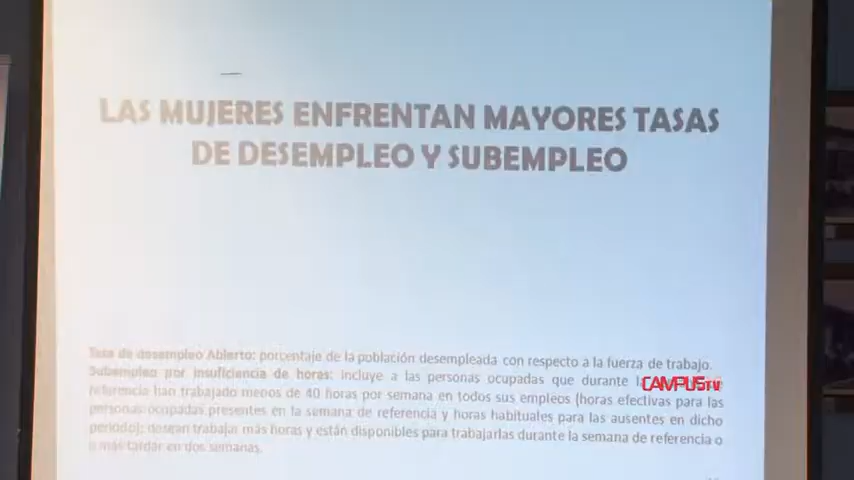 LAS MUJERES ENFRENTAN MAYORES TASAS
DE DESEMPLEO Y SUBEMPLEO
Tasa de desempleo Abierto: porcentaje de la población desempleada con respecto a la fuerza de trabajo.
Subempleo por insuficiencia de horas: incluye a las personas ocupadas que durante
CAMPUS TV
referencia han trabajado menos de 40 horas por semana en todos sus empleos (horas efectivas para las
personas ocupadas presentes en la semana de referencia y horas habituales para las ausentes en dicho
periodo); desean trabajar más horas y están disponibles para trabajarlas durante la semana de referencia o
a más tardar en dos semanas.